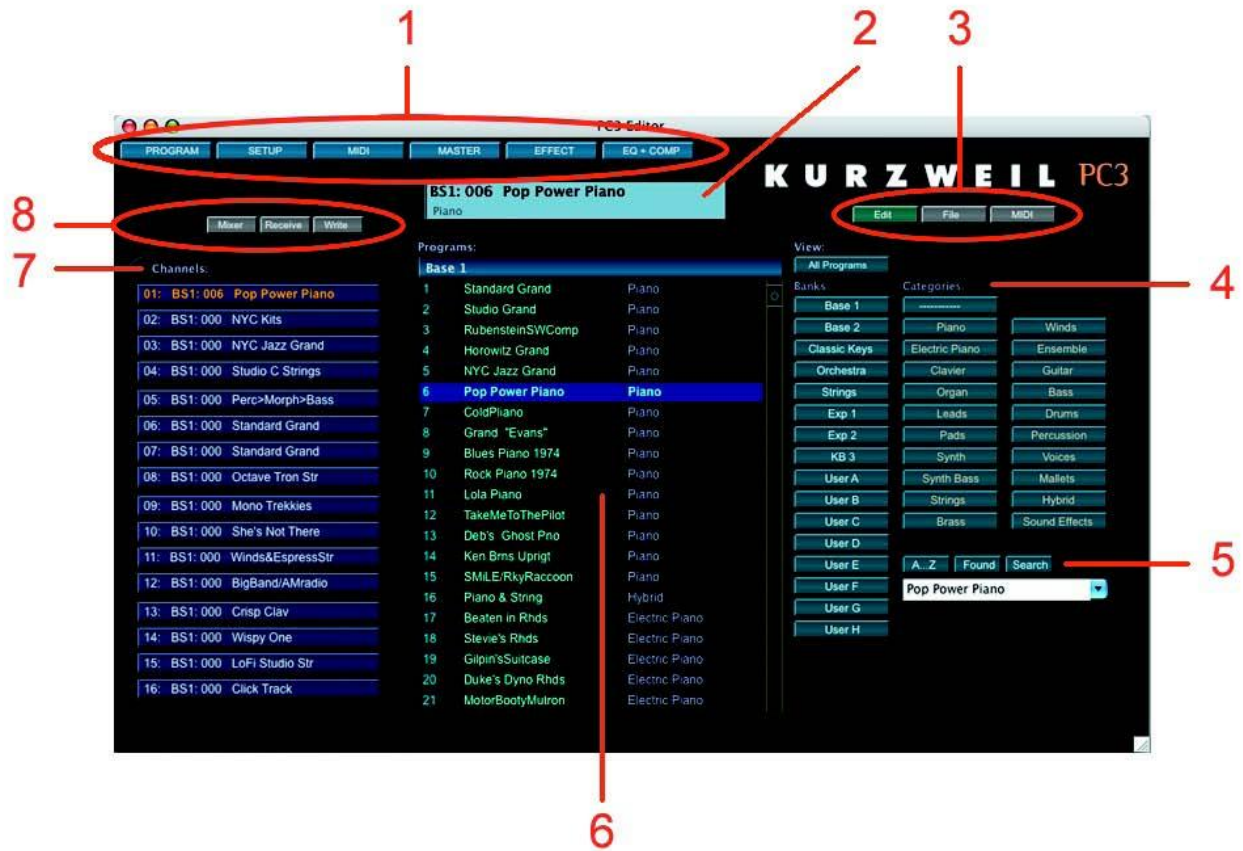 1
2
3
PC3 Editor
PROGRAM SETUP MIDI MASTER EFFECT EQ + COMP
KURZWEIL PC3
BS1: 006 Pop Power Piano
Piano
Edit File MIDI
8
Mixer Receive Write
7
Channels:
01: BS1: 006 Pop Power Piano
02: BS1: 000 NYC Kits
03: BS1: 000 NYC Jazz Grand
04: BS1: 000 Studio C Strings
05: BS1: 000 Perc>Morph>Bass
06: BS1: 000 Standard Grand
07: BS1: 000 Standard Grand
08: BS1: 000 Octave Tron Str
09: BS1: 000 Mono Trekkies
10: BS1: 000 She's Not There
11: BS1: 000 Winds&EspressStr
12: BS1: 000 BigBand/AMradio
13: BS1: 000 Crisp Clav
14: BS1: 000 Wispy One
15: BS1: 000 LoFi Studio Str
16: BS1: 000 Click Track
Programs:
Base 1
1 Standard Grand Piano
2 Studio Grand Piano
3 RubensteinSWComp Piano
4 Horowitz Grand Piano
5 NYC Jazz Grand Piano
6 Pop Power Piano Piano
7 ColdPliano Piano
8 Grand "Evans" Piano
9 Blues Piano 1974 Piano
10 Rock Piano 1974 Piano
11 Lola Piano Piano
12 TakeMeToThePilot Piano
13 Deb's Ghost Pno Piano
14 Ken Brns Uprigt Piano
15 SMiLE/RkyRaccoon Piano
16 Piano & String Hybrid
17 Beaten in Rhds Electric Piano
18 Stevie's Rhds Electric Piano
19 Gilpin'sSuitcase Electric Piano
20 Duke's Dyno Rhds Electric Piano
21 MotorBootyMutron Electric Piano
6
View:
All Programs
Banks
Base 1
Base 2
Classic Keys
Orchestra
Strings
Exp 1
Exp 2
KB 3
User A
User B
User C
User D
User E
User F
User G
User H
Categories:
4
-----------
Piano Winds
Electric Piano Ensemble
Clavier Guitar
Organ Bass
Leads Drums
Pads Percussion
Synth Voices
Synth Bass Mallets
Strings Hybrid
Brass Sound Effects
A...Z Found Search
5
Pop Power Piano